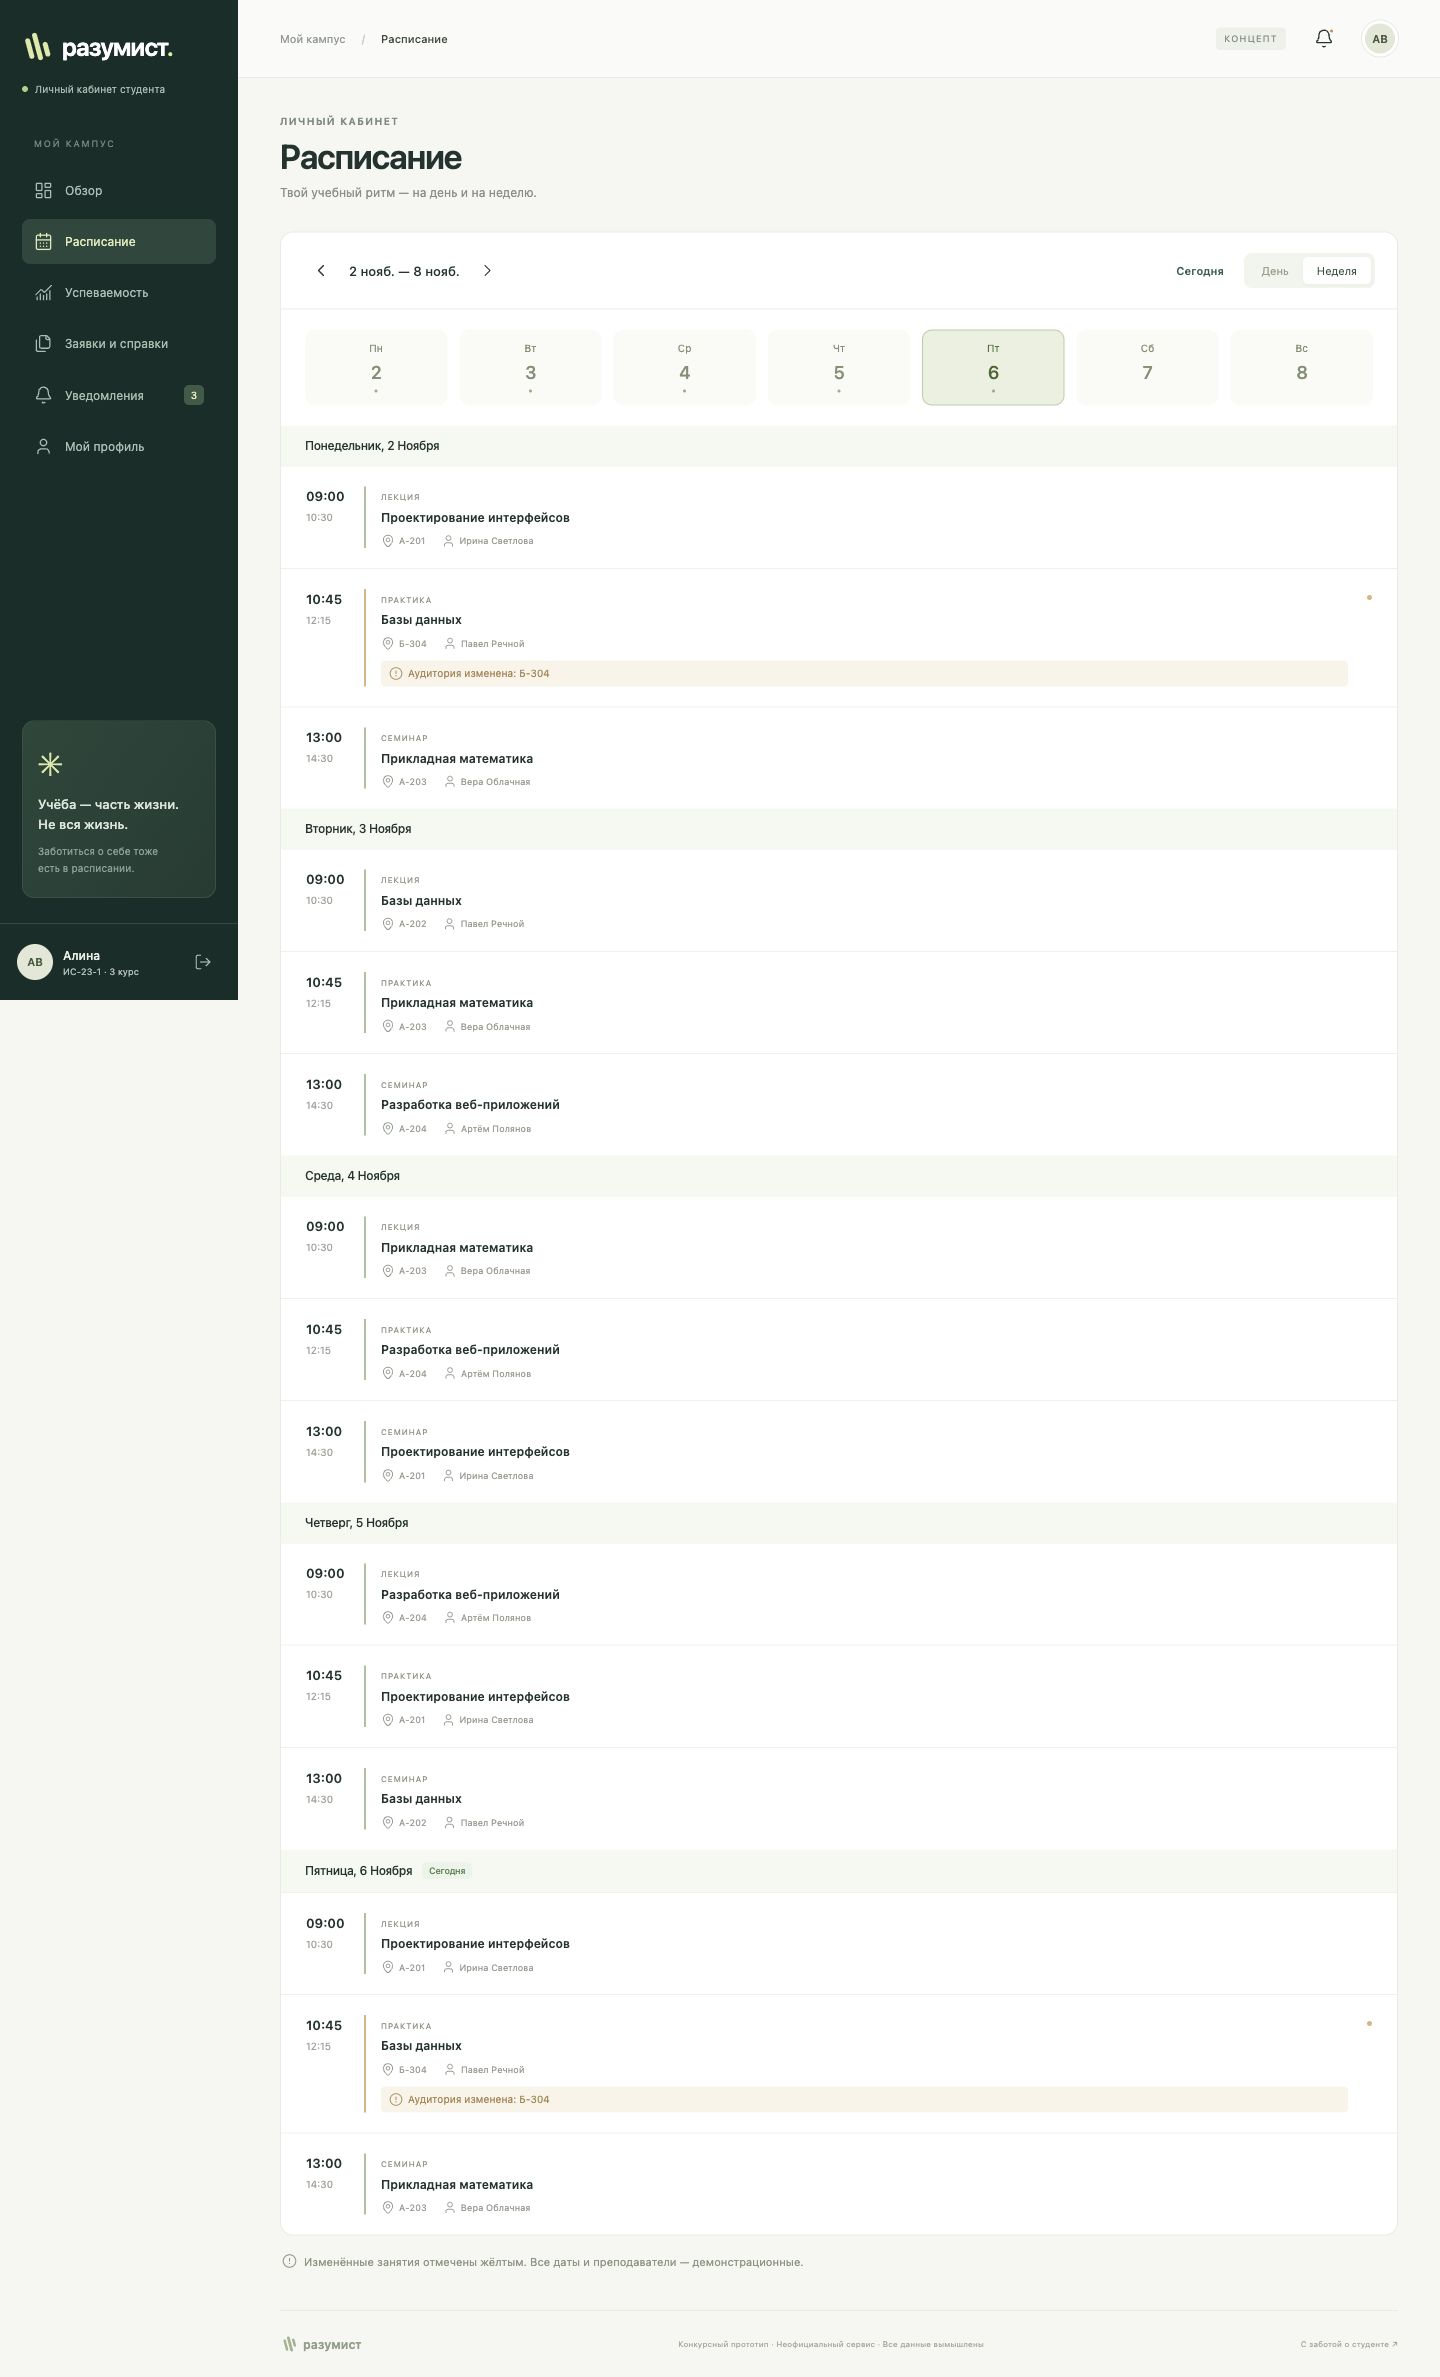 разумист.
Личный кабинет студента
МОЙ КАМПУС
Обзор
Расписание
Успеваемость
Заявки и справки
Уведомления 3
Мой профиль
Учёба — часть жизни.
Не вся жизнь.
Заботиться о себе тоже
есть в расписании.
АВ Алина
ИС-23-1 · 3 курс
Мой кампус / Расписание
КОНЦЕПТ
АВ
ЛИЧНЫЙ КАБИНЕТ
Расписание
Твой учебный ритм — на день и на неделю.
2 нояб. — 8 нояб.
Сегодня День Неделя
Пн Вт Ср Чт Пт Сб Вс
2 3 4 5 6 7 8
Понедельник, 2 Ноября
09:00 ЛЕКЦИЯ
10:30 Проектирование интерфейсов
А-201 Ирина Светлова
10:45 ПРАКТИКА
12:15 Базы данных
Б-304 Павел Речной
Аудитория изменена: Б-304
13:00 СЕМИНАР
14:30 Прикладная математика
А-203 Вера Облачная
Вторник, 3 Ноября
09:00 ЛЕКЦИЯ
10:30 Базы данных
А-202 Павел Речной
10:45 ПРАКТИКА
12:15 Прикладная математика
А-203 Вера Облачная
13:00 СЕМИНАР
14:30 Разработка веб-приложений
А-204 Артём Полянов
Среда, 4 Ноября
09:00 ЛЕКЦИЯ
10:30 Прикладная математика
А-203 Вера Облачная
10:45 ПРАКТИКА
12:15 Разработка веб-приложений
А-204 Артём Полянов
13:00 СЕМИНАР
14:30 Проектирование интерфейсов
А-201 Ирина Светлова
Четверг, 5 Ноября
09:00 ЛЕКЦИЯ
10:30 Разработка веб-приложений
А-204 Артём Полянов
10:45 ПРАКТИКА
12:15 Проектирование интерфейсов
А-201 Ирина Светлова
13:00 СЕМИНАР
14:30 Базы данных
А-202 Павел Речной
Пятница, 6 Ноября Сегодня
09:00 ЛЕКЦИЯ
10:30 Проектирование интерфейсов
А-201 Ирина Светлова
10:45 ПРАКТИКА
12:15 Базы данных
Б-304 Павел Речной
Аудитория изменена: Б-304
13:00 СЕМИНАР
14:30 Прикладная математика
А-203 Вера Облачная
Изменённые занятия отмечены жёлтым. Все даты и преподаватели — демонстрационные.
разумист
Конкурсный прототип · Неофициальный сервис · Все данные вымышлены
С заботой о студенте ↗